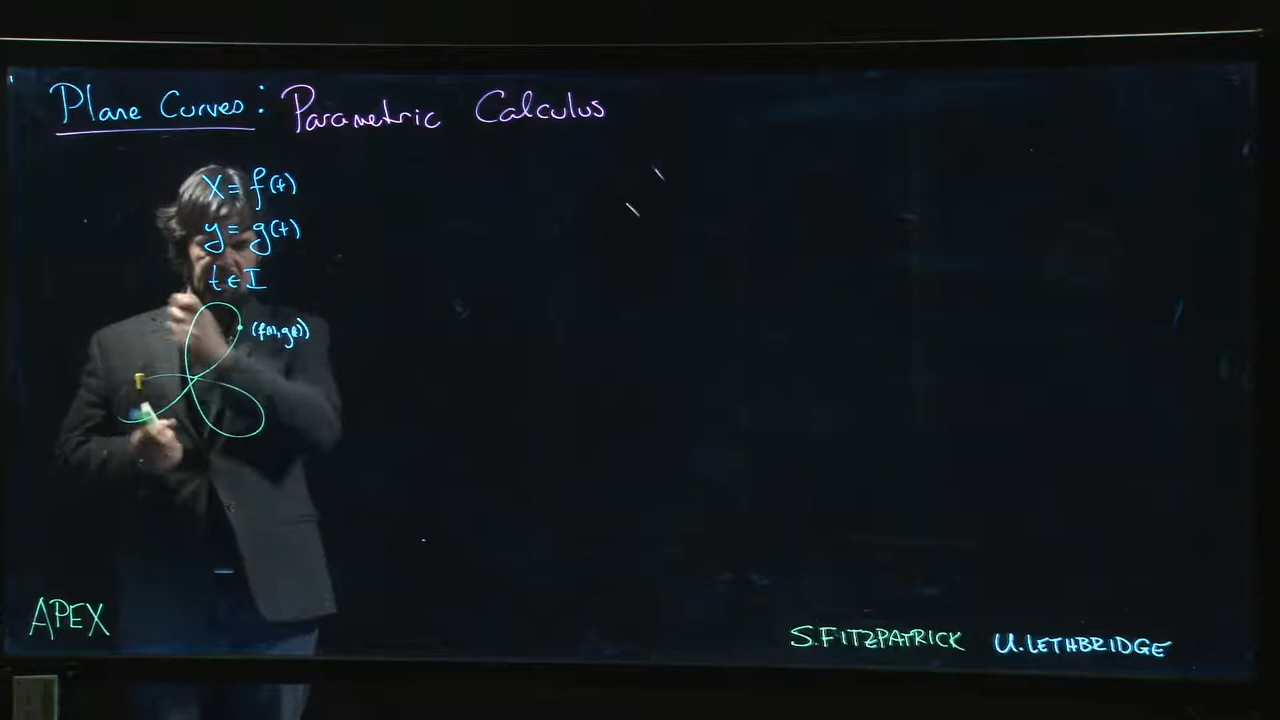 Plane Curves: Parametric Calculus
x = f(t)
y = g(t)
t ∈ I
(f(t), g(t))
APEX
S. FITZPATRICK U. LETHBRIDGE